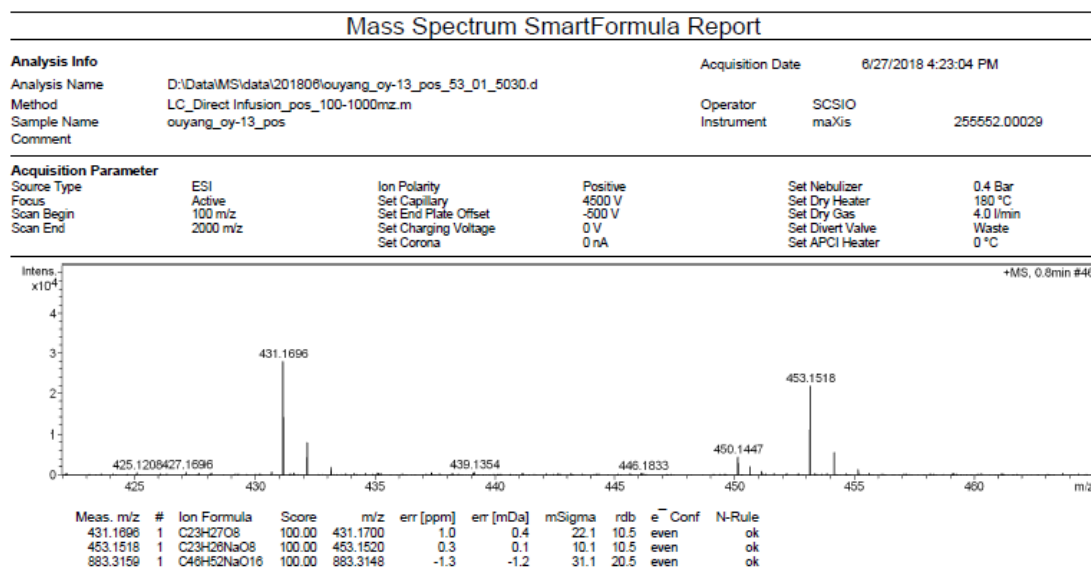 Mass Spectrum SmartFormula Report
Analysis Info Acquisition Date 6/27/2018 4:23:04 PM
Analysis Name D:\Data\MS\data\201806\ouyang_oy-13_pos_53_01_5030.d
Method LC_Direct Infusion_pos_100-1000mz.m Operator SCSIO
Sample Name ouyang_oy-13_pos Instrument maXis 255552.00029
Comment
Acquisition Parameter
Source Type ESI Ion Polarity Positive Set Nebulizer 0.4 Bar
Focus Active Set Capillary 4500 V Set Dry Heater 180 °C
Scan Begin 100 m/z Set End Plate Offset -500 V Set Dry Gas 4.0 l/min
Scan End 2000 m/z Set Charging Voltage 0 V Set Divert Valve Waste
Set Corona 0 nA Set APCI Heater 0 °C
Intens. +MS, 0.8min #46
x10⁴
4
3
431.1696
453.1518
2
1
450.1447
425.1208 427.1696 439.1354 446.1833
0
425 430 435 440 445 450 455 460 m/z
Meas. m/z # Ion Formula Score m/z err [ppm] err [mDa] mSigma rdb e⁻ Conf N-Rule
431.1696 1 C23H27O8 100.00 431.1700 1.0 0.4 22.1 10.5 even ok
453.1518 1 C23H26NaO8 100.00 453.1520 0.3 0.1 10.1 10.5 even ok
883.3159 1 C46H52NaO16 100.00 883.3148 -1.3 -1.2 31.1 20.5 even ok